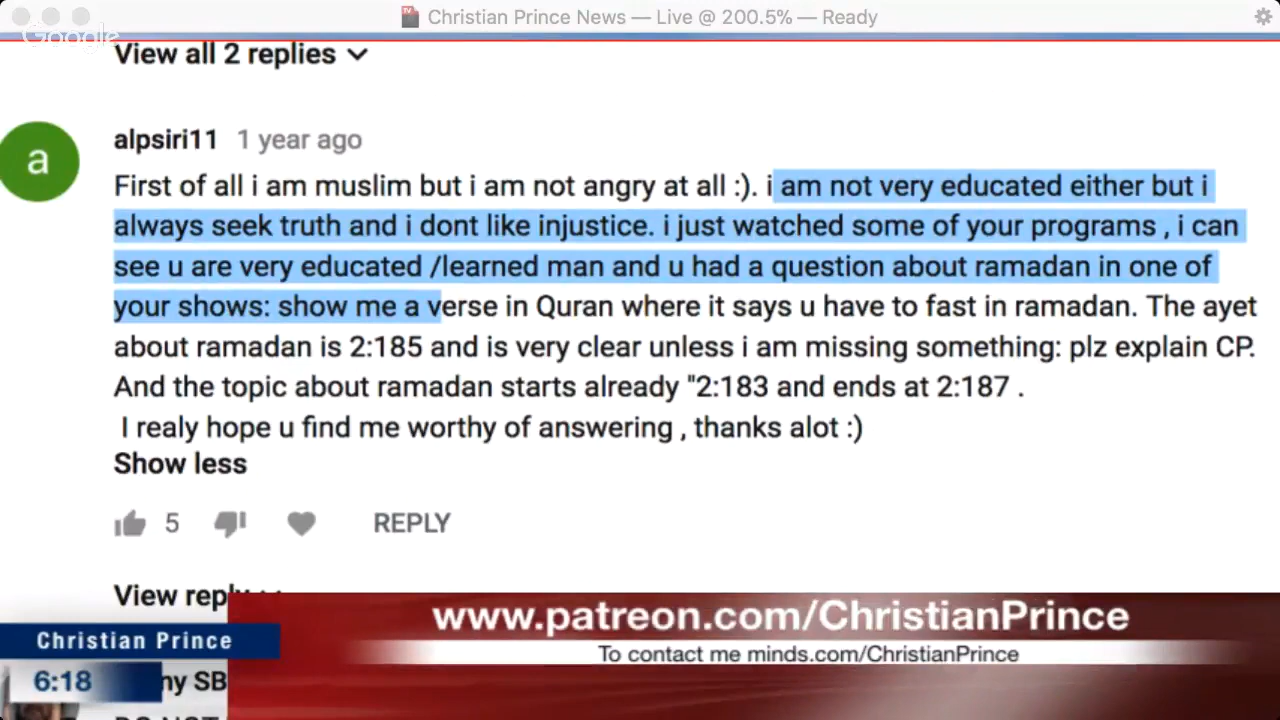 Christian Prince News — Live @ 200.5% — Ready
Google
View all 2 replies
a
alpsiri11 1 year ago
First of all i am muslim but i am not angry at all :). i am not very educated either but i
always seek truth and i dont like injustice. i just watched some of your programs , i can
see u are very educated /learned man and u had a question about ramadan in one of
your shows: show me a verse in Quran where it says u have to fast in ramadan. The ayet
about ramadan is 2:185 and is very clear unless i am missing something: plz explain CP.
And the topic about ramadan starts already "2:183 and ends at 2:187 .
I realy hope u find me worthy of answering , thanks alot :)
Show less
5 REPLY
View reply
www.patreon.com/ChristianPrince
Christian Prince
To contact me minds.com/ChristianPrince
6:18
SB